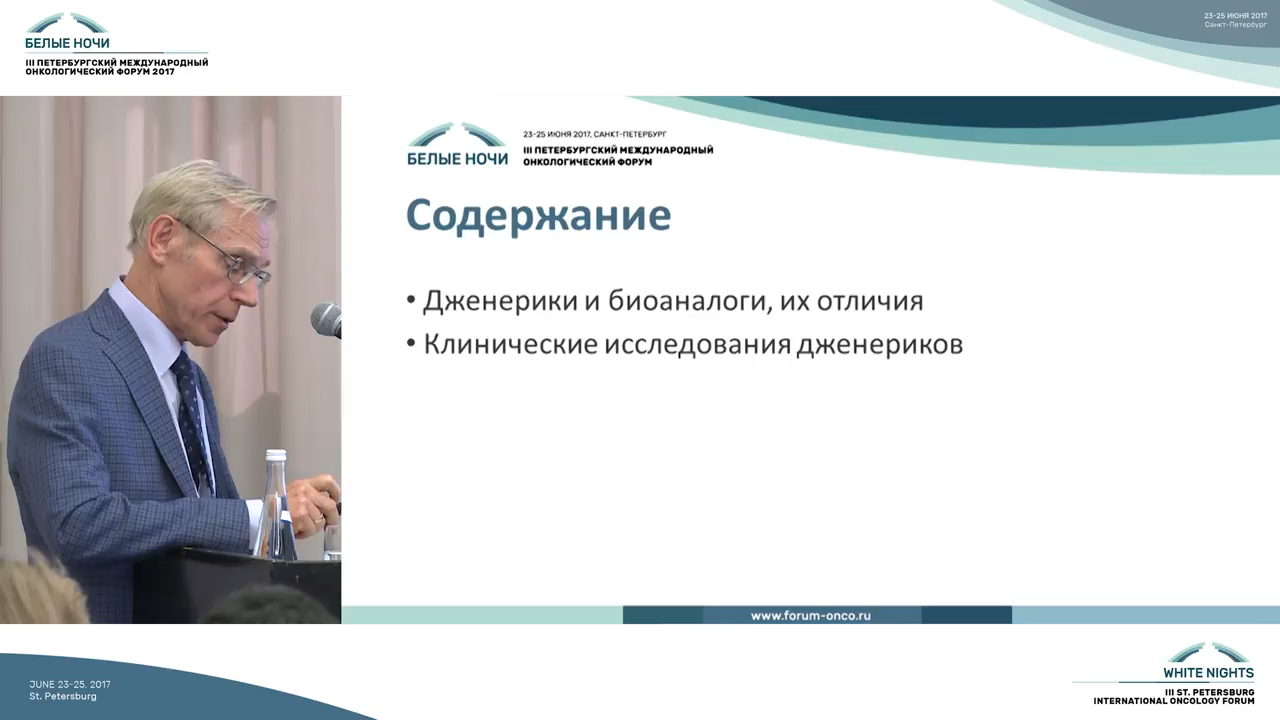 БЕЛЫЕ НОЧИ
III ПЕТЕРБУРГСКИЙ МЕЖДУНАРОДНЫЙ
ОНКОЛОГИЧЕСКИЙ ФОРУМ 2017
23-25 ИЮНЯ 2017
Санкт-Петербург
БЕЛЫЕ НОЧИ
23-25 ИЮНЯ 2017, САНКТ-ПЕТЕРБУРГ
III ПЕТЕРБУРГСКИЙ МЕЖДУНАРОДНЫЙ
ОНКОЛОГИЧЕСКИЙ ФОРУМ
Содержание
• Дженерики и биоаналоги, их отличия
• Клинические исследования дженериков
www.forum-onco.ru
JUNE 23-25, 2017
St. Petersburg
WHITE NIGHTS
III ST. PETERSBURG
INTERNATIONAL ONCOLOGY FORUM